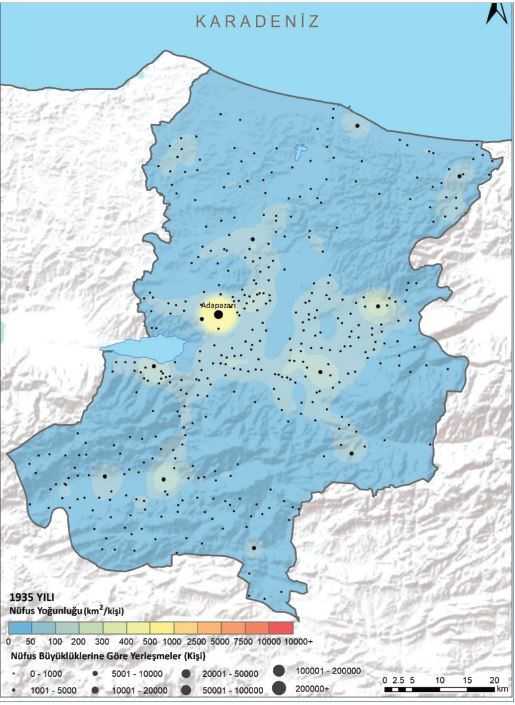 KARADENİZ
Adapazarı
1935 YILI
Nüfus Yoğunluğu (km²/kişi)
0 50 100 200 300 400 500 1000 2500 5000 7500 10000 10000+
Nüfus Büyüklüklerine Göre Yerleşmeler (Kişi)
0 - 1000 5001 - 10000 20001 - 50000 100001 - 200000
1001 - 5000 10001 - 20000 50001 - 100000 200000+
0 2.5 5 10 15 20
km